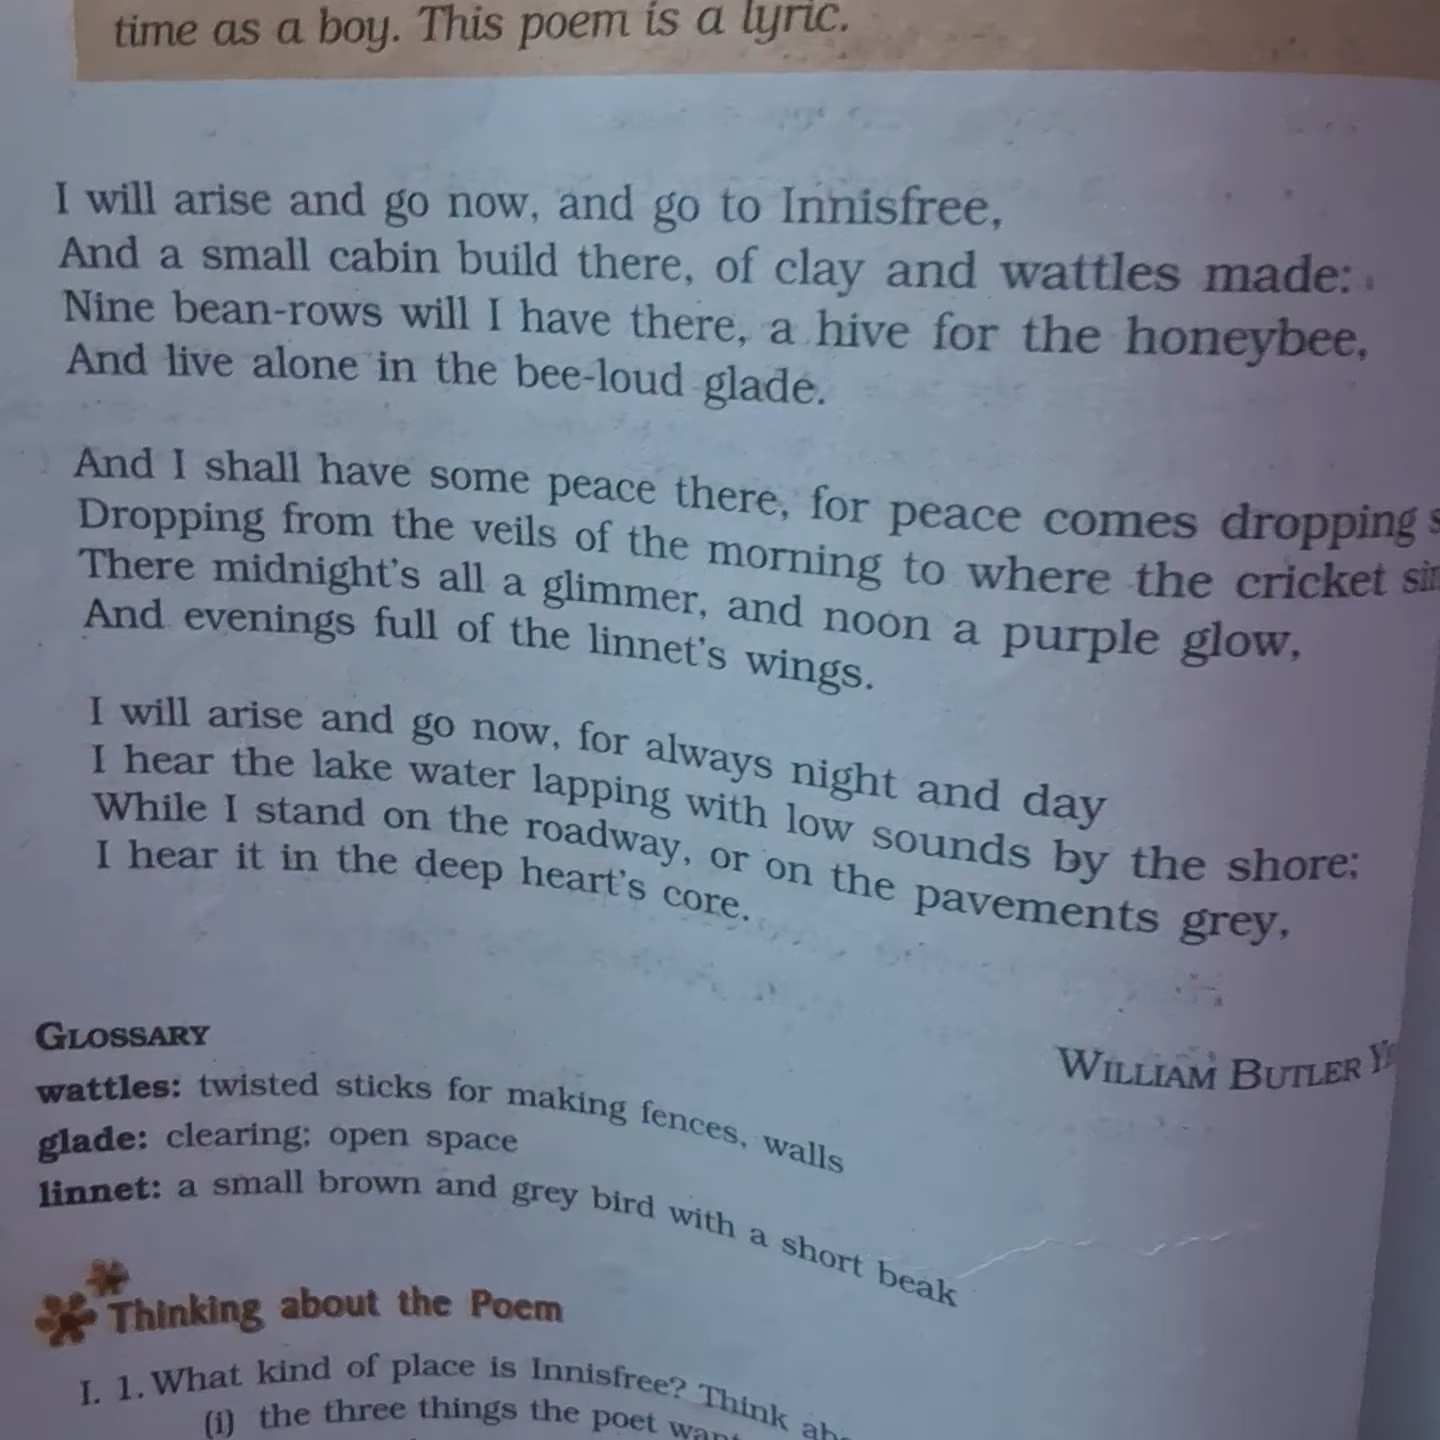 time as a boy. This poem is a lyric.
I will arise and go now, and go to Innisfree,
And a small cabin build there, of clay and wattles made:
Nine bean-rows will I have there, a hive for the honeybee,
And live alone in the bee-loud glade.
And I shall have some peace there, for peace comes dropping
Dropping from the veils of the morning to where the cricket
There midnight's all a glimmer, and noon a purple glow,
And evenings full of the linnet's wings.
I will arise and go now, for always night and day
I hear the lake water lapping with low sounds by the shore;
While I stand on the roadway, or on the pavements grey,
I hear it in the deep heart's core.
WILLIAM BUTLER
GLOSSARY
wattles: twisted sticks for making fences, walls
glade: clearing; open space
linnet: a small brown and grey bird with a short beak
Thinking about the Poem
I. 1. What kind of place is Innisfree? Think
(i) the three things the poet